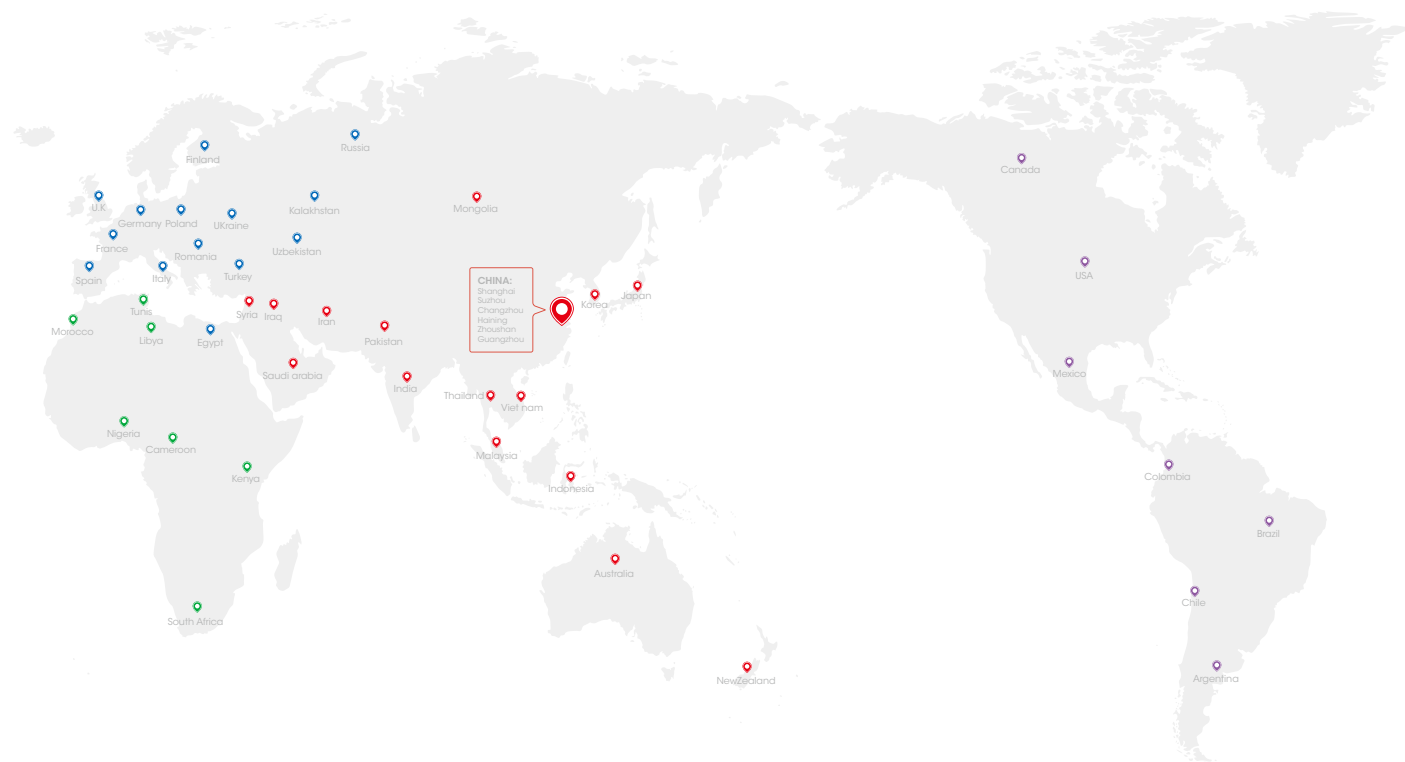 Finland
Russia
Canada
U.K
Germany
Poland
UKraine
Kalakhstan
Mongolia
France
Romania
Uzbekistan
Spain
Italy
Turkey
USA
CHINA:
Shanghai
Suzhou
Changzhou
Haining
Zhoushan
Guangzhou
Korea
Japan
Tunis
Syria
Iraq
Iran
Morocco
Libya
Egypt
Pakistan
Saudi arabia
India
Mexico
Thailand
Viet nam
Nigeria
Cameroon
Malaysia
Kenya
Colombia
Indpnesia
Brazil
Australia
Chile
South Africa
NewZealand
Argentina